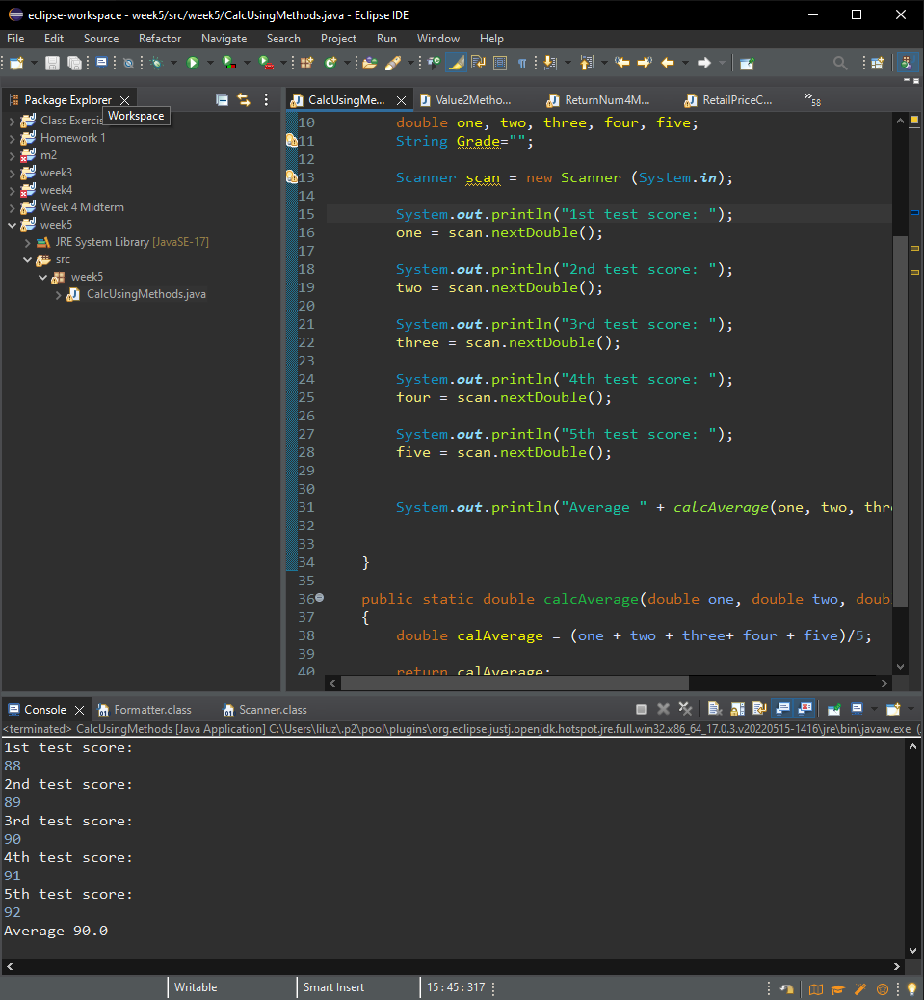 eclipse-workspace - week5/src/week5/CalcUsingMethods.java - Eclipse IDE
File Edit Source Refactor Navigate Search Project Run Window Help
Package Explorer
Workspace
Class Exercis
Homework 1
m2
week3
week4
Week 4 Midterm
week5
JRE System Library [JavaSE-17]
src
week5
CalcUsingMethods.java
CalcUsingMe... Value2Metho... ReturnNum4M... RetailPriceC... »58
10 double one, two, three, four, five;
11 String Grade="";
12
13 Scanner scan = new Scanner (System.in);
14
15 System.out.println("1st test score: ");
16 one = scan.nextDouble();
17
18 System.out.println("2nd test score: ");
19 two = scan.nextDouble();
20
21 System.out.println("3rd test score: ");
22 three = scan.nextDouble();
23
24 System.out.println("4th test score: ");
25 four = scan.nextDouble();
26
27 System.out.println("5th test score: ");
28 five = scan.nextDouble();
29
30
31 System.out.println("Average " + calcAverage(one, two, thre
32
33
34 }
35
36 public static double calcAverage(double one, double two, doub
37 {
38 double calAverage = (one + two + three+ four + five)/5;
39
40 return calAverage;
Console Formatter.class Scanner.class
<terminated> CalcUsingMethods [Java Application] C:\Users\liluz\.p2\pool\plugins\org.eclipse.justj.openjdk.hotspot.jre.full.win32.x86_64_17.0.3.v20220515-1416\jre\bin\javaw.exe (
1st test score:
88
2nd test score:
89
3rd test score:
90
4th test score:
91
5th test score:
92
Average 90.0
Writable Smart Insert 15 : 45 : 317